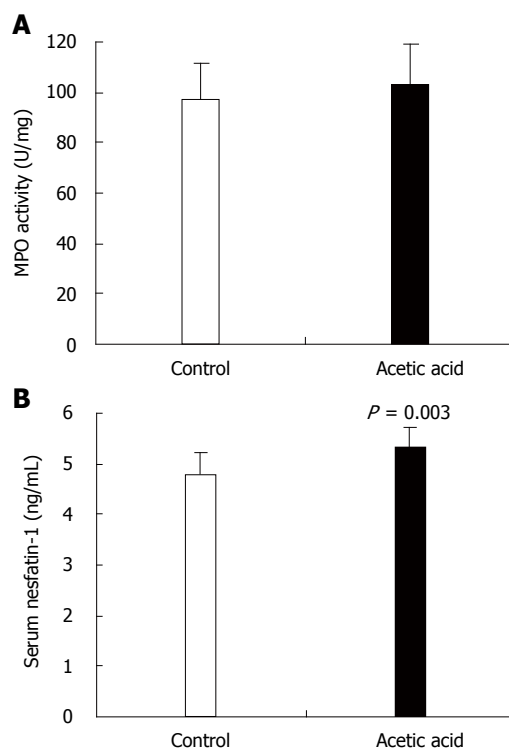 A
120
100
80
60
40
20
0
MPO activity (U/mg)
Control Acetic acid
B
P = 0.003
6
5
4
3
2
1
0
Serum nesfatin-1 (ng/mL)
Control Acetic acid